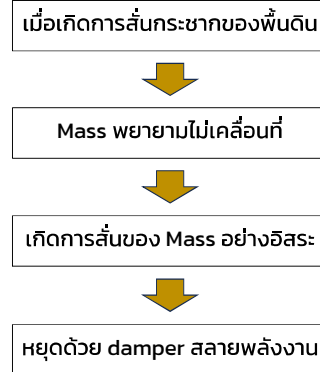 เมื่อเกิดการสั่นกระชากของพื้นดิน
Mass พยายามไม่เคลื่อนที่
เกิดการสั่นของ Mass อย่างอิสระ
หยุดด้วย damper สลายพลังงาน